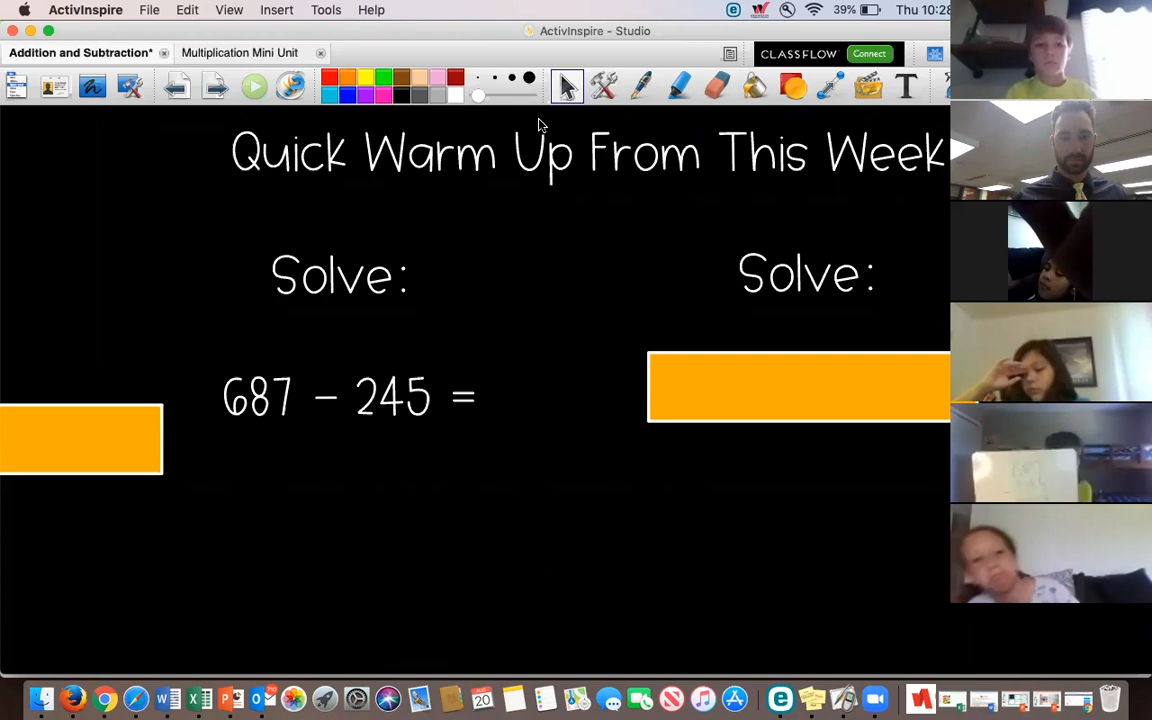 ActivInspire File Edit View Insert Tools Help 39% Thu 10:28
ActivInspire - Studio
Addition and Subtraction* Multiplication Mini Unit CLASSFLOW Connect
Quick Warm Up From This Week
Solve: Solve:
687 - 245 =